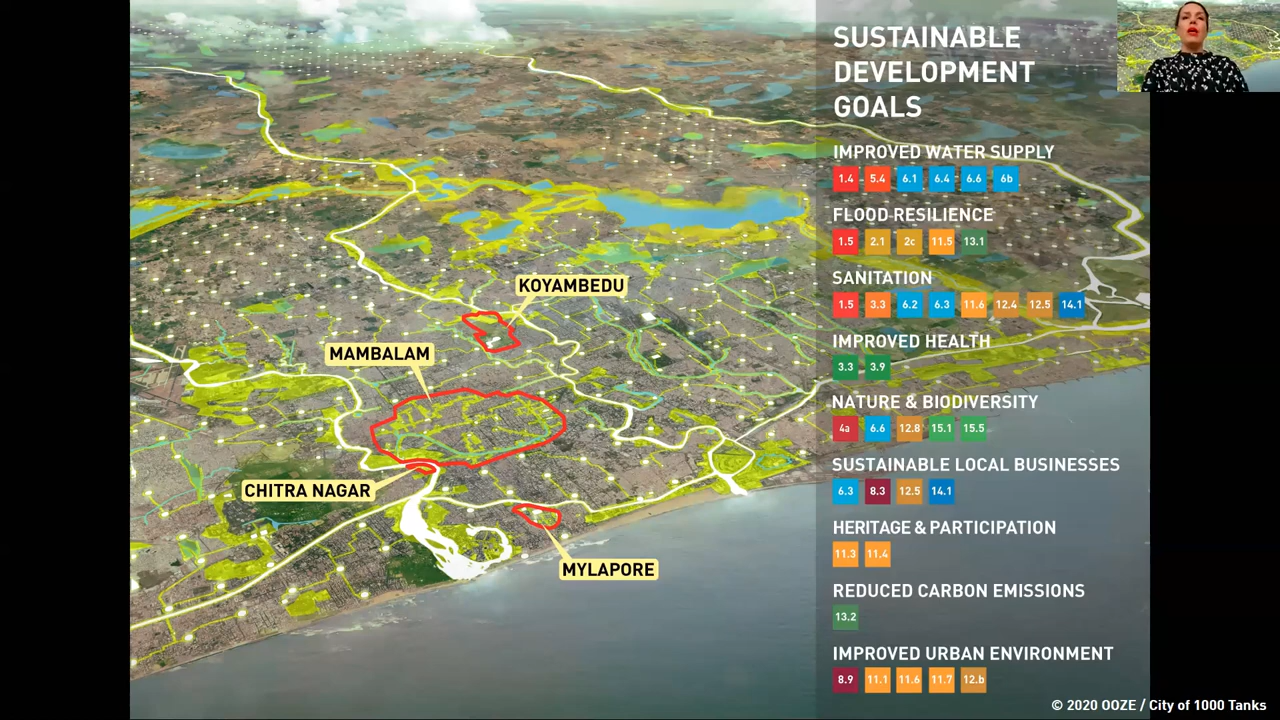 SUSTAINABLE
DEVELOPMENT
GOALS
IMPROVED WATER SUPPLY
1.4 5.4 6.1 6.4 6.6 6b
FLOOD RESILIENCE
1.5 2.1 2c 11.5 13.1
SANITATION
1.5 3.3 6.2 6.3 11.6 12.4 12.5 14.1
IMPROVED HEALTH
3.3 3.9
NATURE & BIODIVERSITY
4a 6.6 12.8 15.1 15.5
SUSTAINABLE LOCAL BUSINESSES
6.3 8.3 12.5 14.1
HERITAGE & PARTICIPATION
11.3 11.4
REDUCED CARBON EMISSIONS
13.2
IMPROVED URBAN ENVIRONMENT
8.9 11.1 11.6 11.7 12.b
KOYAMBEDU
MAMBALAM
CHITRA NAGAR
MYLAPORE
© 2020 OOZE / City of 1000 Tanks